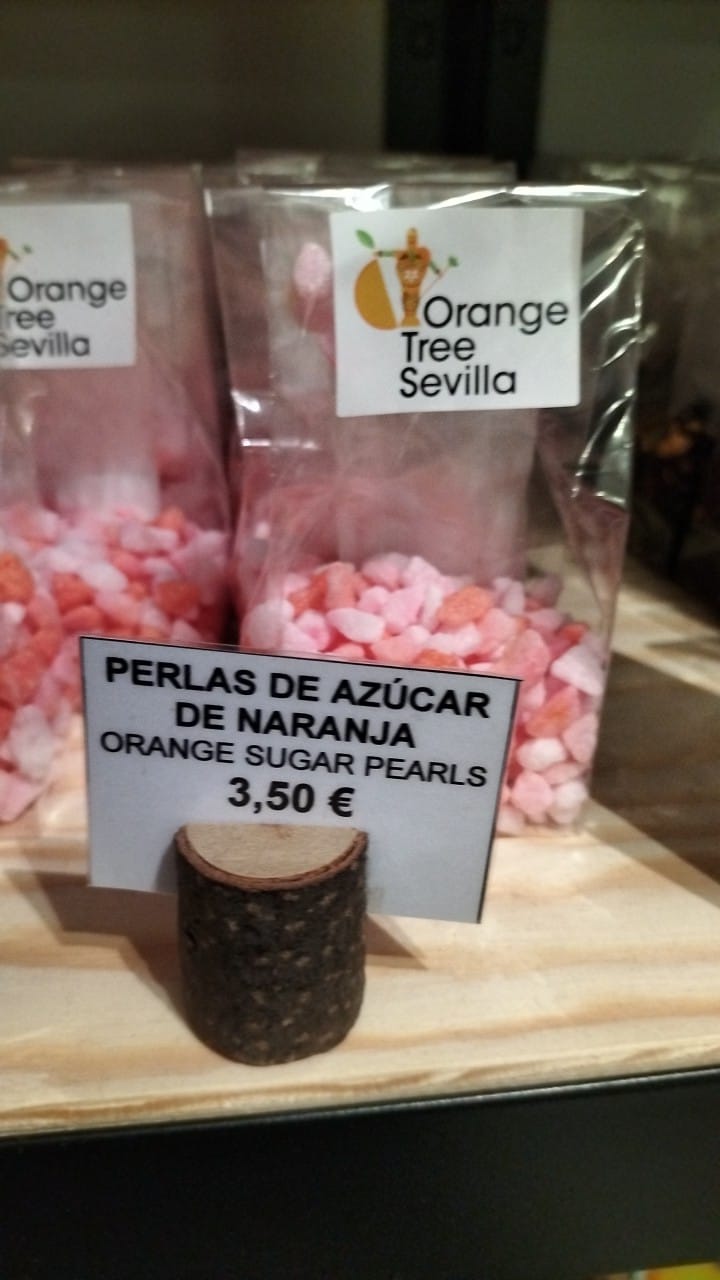 Orange
Tree
Sevilla
Orange
Tree
Sevilla
PERLAS DE AZÚCAR
DE NARANJA
ORANGE SUGAR PEARLS
3,50 €